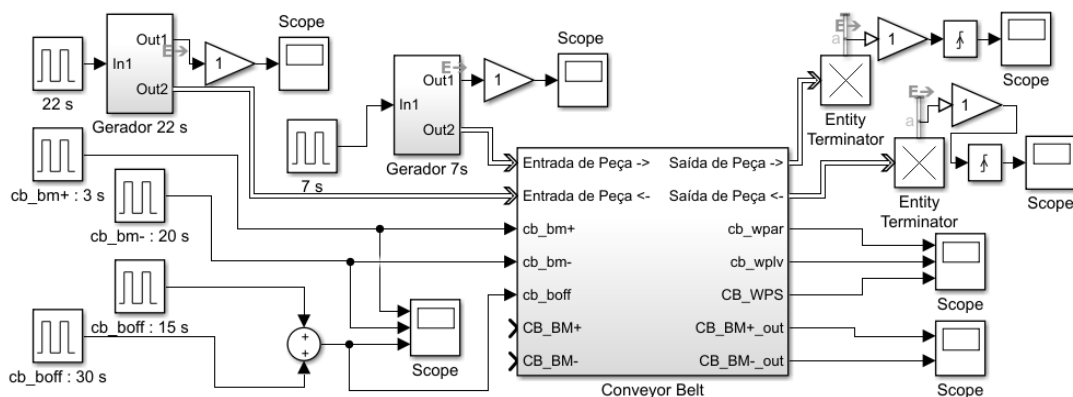 Scope
Out1
E
In1
1
Out2
22 s
Gerador 22 s
Scope
Out1
E
In1
1
Out2
7 s
Gerador 7s
cb_bm+ : 3 s
cb_bm- : 20 s
cb_boff : 15 s
cb_boff : 30 s
+
+
Scope
Entrada de Peça ->
Entrada de Peça <-
cb_bm+
cb_bm-
cb_boff
CB_BM+
CB_BM-
Saída de Peça ->
Saída de Peça <-
cb_wpar
cb_wplv
CB_WPS
CB_BM+_out
CB_BM-_out
Conveyor Belt
E
a
1
Scope
Entity
Terminator
E
a
1
Scope
Entity
Terminator
Scope
Scope